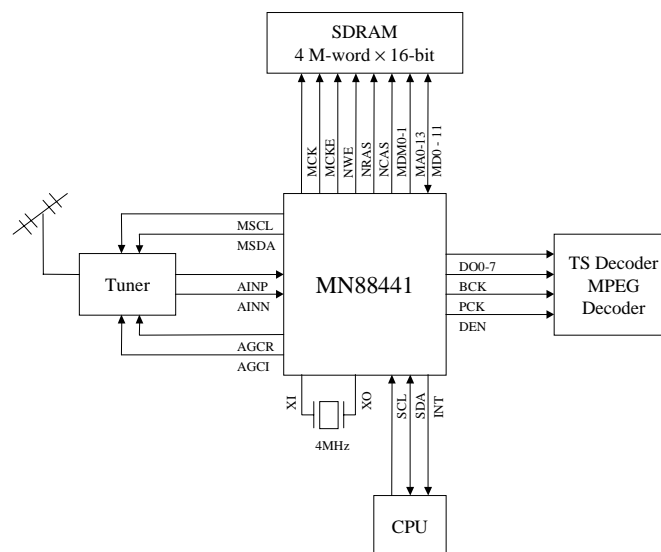 SDRAM
4 M-word × 16-bit
MCK
MCKE
NWE
NRAS
NCAS
MDM0-1
MA0-13
MD0 - 11
MSCL
MSDA
Tuner
AINP
AINN
AGCR
AGCI
MN88441
DO0-7
BCK
PCK
DEN
TS Decoder
MPEG
Decoder
XI
XO
4MHz
SCL
SDA
INT
CPU